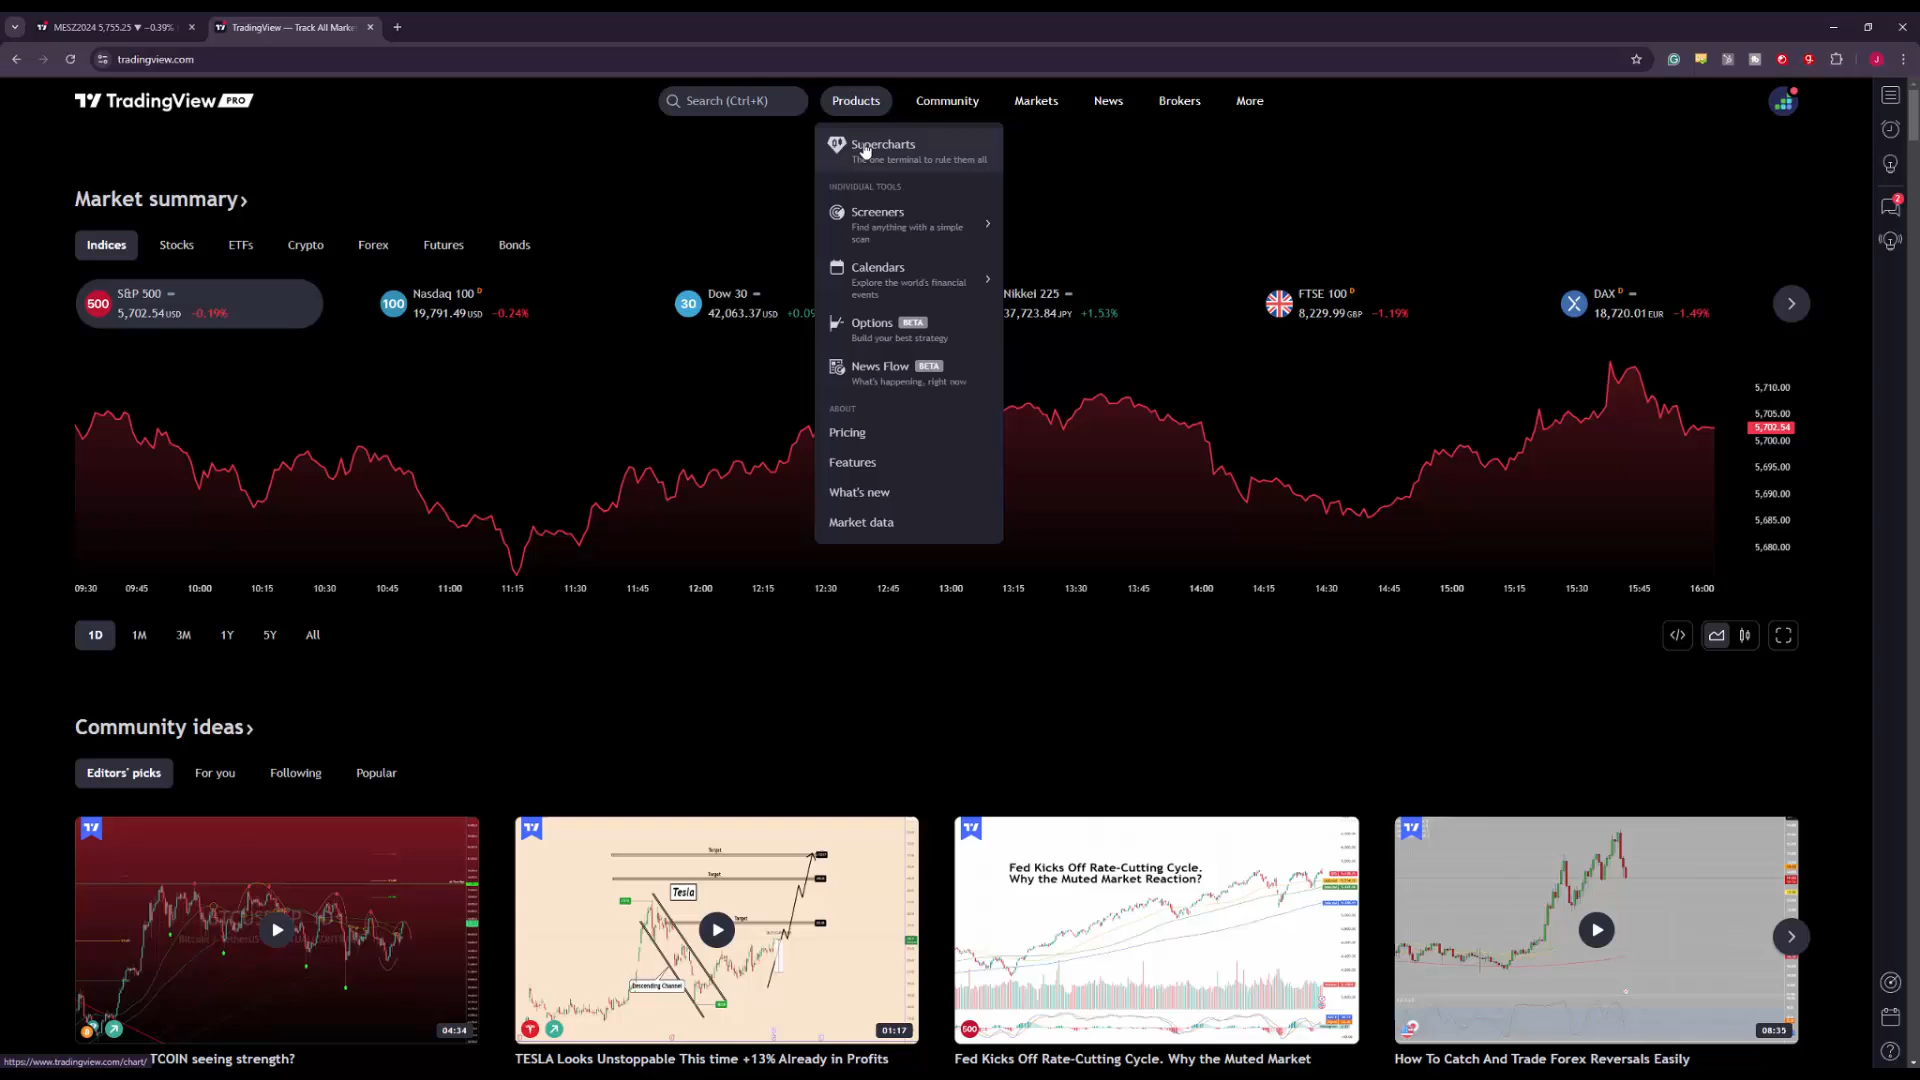 MESZ2024 5,755.25 ▼ −0.39%
TradingView — Track All Marke
tradingview.com
TradingView PRO
Search (Ctrl+K)
Products
Community
Markets
News
Brokers
More
Supercharts
The one terminal to rule them all
INDIVIDUAL TOOLS
Screeners
Find anything with a simple
scan
Calendars
Explore the world's financial
events
Options BETA
Build your best strategy
News Flow BETA
What's happening, right now
ABOUT
Pricing
Features
What's new
Market data
Market summary ›
Indices
Stocks
ETFs
Crypto
Forex
Futures
Bonds
500
S&P 500
5,702.54 USD −0.19%
100
Nasdaq 100 D
19,791.49 USD −0.24%
30
Dow 30
42,063.37 USD +0.09
Nikkei 225
37,723.84 JPY +1.53%
FTSE 100 D
8,229.99 GBP −1.19%
DAX D
18,720.01 EUR −1.49%
5,710.00
5,705.00
5,702.54
5,700.00
5,695.00
5,690.00
5,685.00
5,680.00
09:30 09:45 10:00 10:15 10:30 10:45 11:00 11:15 11:30 11:45 12:00 12:15 12:30 12:45 13:00 13:15 13:30 13:45 14:00 14:15 14:30 14:45 15:00 15:15 15:30 15:45 16:00
1D 1M 3M 1Y 5Y All
2
Community ideas ›
Editors' picks
For you
Following
Popular
04:34
Target
Target
Target
Tesla
Descending Channel
01:17
Fed Kicks Off Rate-Cutting Cycle.
Why the Muted Market Reaction?
500
08:35
https://www.tradingview.com/chart/
TCOIN seeing strength?
TESLA Looks Unstoppable This time +13% Already in Profits
Fed Kicks Off Rate-Cutting Cycle. Why the Muted Market
How To Catch And Trade Forex Reversals Easily